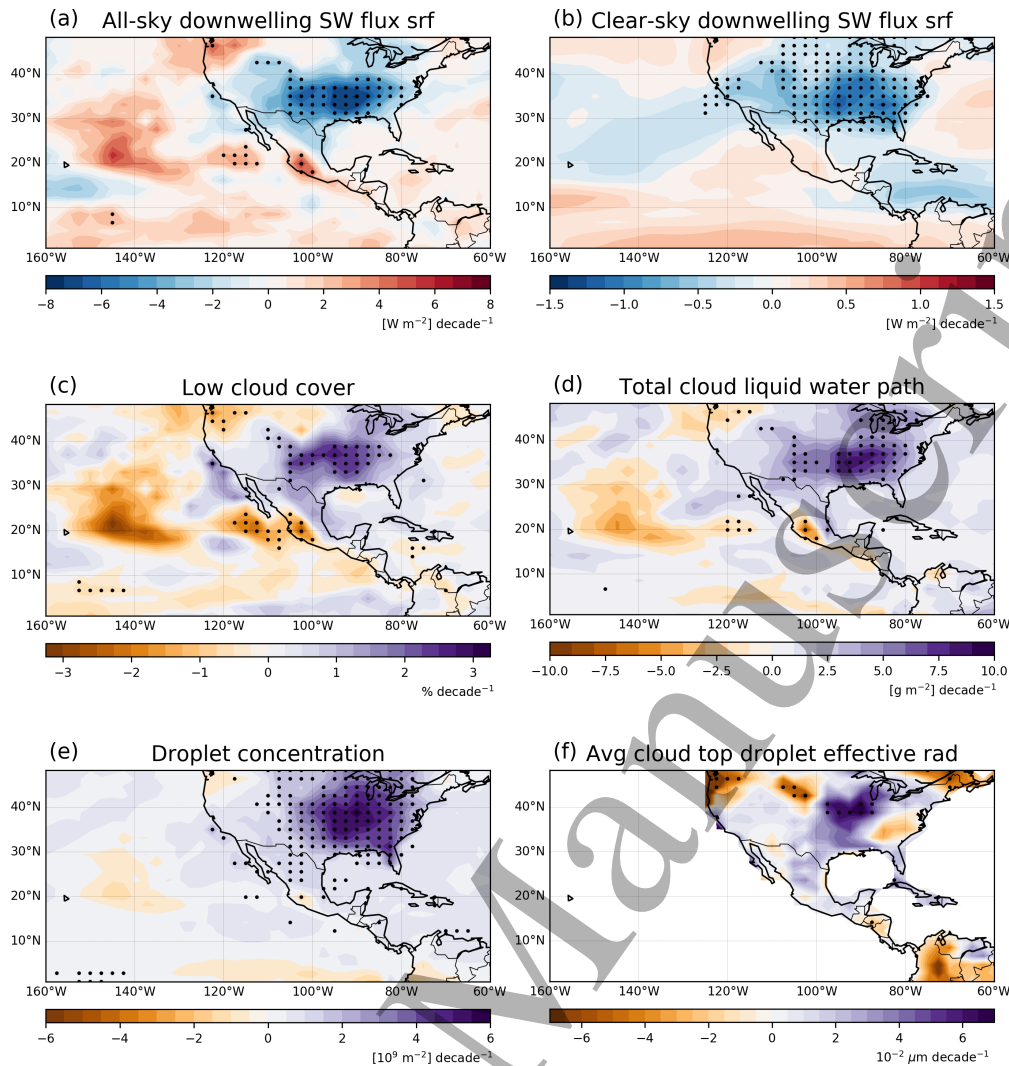 (a) All-sky downwelling SW flux srf
40°N
30°N
20°N
10°N
160°W 140°W 120°W 100°W 80°W 60°W
−8 −6 −4 −2 0 2 4 6 8
[W m⁻²] decade⁻¹
(b) Clear-sky downwelling SW flux srf
40°N
30°N
20°N
10°N
160°W 140°W 120°W 100°W 80°W 60°W
−1.5 −1.0 −0.5 0.0 0.5 1.0 1.5
[W m⁻²] decade⁻¹
(c) Low cloud cover
40°N
30°N
20°N
10°N
160°W 140°W 120°W 100°W 80°W 60°W
−3 −2 −1 0 1 2 3
% decade⁻¹
(d) Total cloud liquid water path
40°N
30°N
20°N
10°N
160°W 140°W 120°W 100°W 80°W 60°W
−10.0 −7.5 −5.0 −2.5 0.0 2.5 5.0 7.5 10.0
[g m⁻²] decade⁻¹
(e) Droplet concentration
40°N
30°N
20°N
10°N
160°W 140°W 120°W 100°W 80°W 60°W
−6 −4 −2 0 2 4 6
[10⁹ m⁻²] decade⁻¹
(f) Avg cloud top droplet effective rad
40°N
30°N
20°N
10°N
160°W 140°W 120°W 100°W 80°W 60°W
−6 −4 −2 0 2 4 6
10⁻² μm decade⁻¹
Manuscri